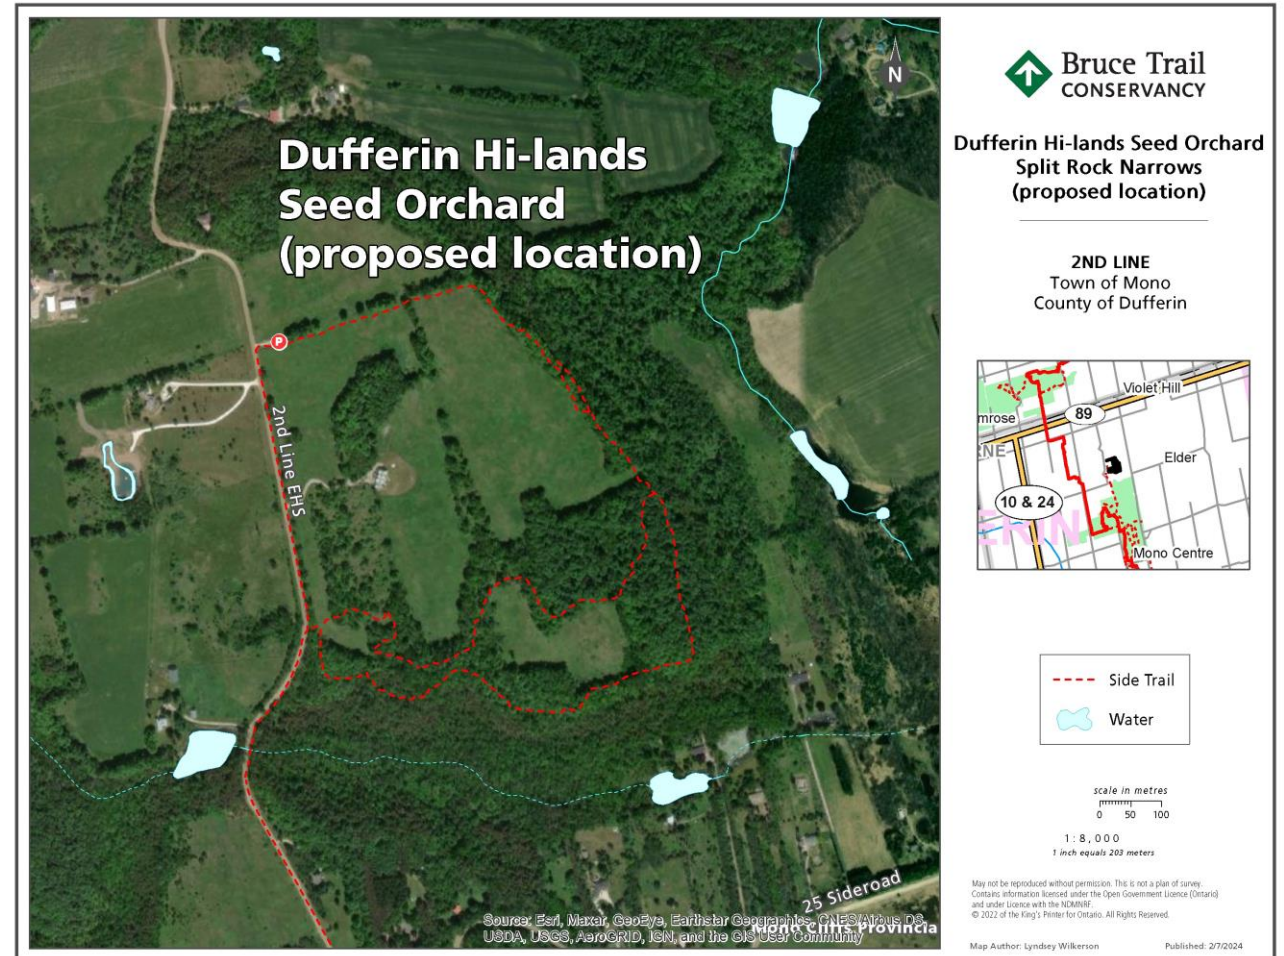 Dufferin Hi-lands
Seed Orchard
(proposed location)
N
P
2nd Line EHS
25 Sideroad
Mono Cliffs Provincia
Source: Esri, Maxar, GeoEye, Earthstar Geographics, CNES/Airbus DS,
USDA, USGS, AeroGRID, IGN, and the GIS User Community
Bruce Trail
CONSERVANCY
Dufferin Hi-lands Seed Orchard
Split Rock Narrows
(proposed location)
2ND LINE
Town of Mono
County of Dufferin
Violet Hill
89
mrose
RNE
Elder
10 & 24
ERIN
Mono Centre
Side Trail
Water
scale in metres
0 50 100
1:8,000
1 inch equals 203 meters
May not be reproduced without permission. This is not a plan of survey.
Contains information licensed under the Open Government Licence (Ontario)
and under Licence with the NDMNRF.
© 2022 of the King's Printer for Ontario. All Rights Reserved.
Map Author: Lyndsey Wilkerson Published: 2/7/2024